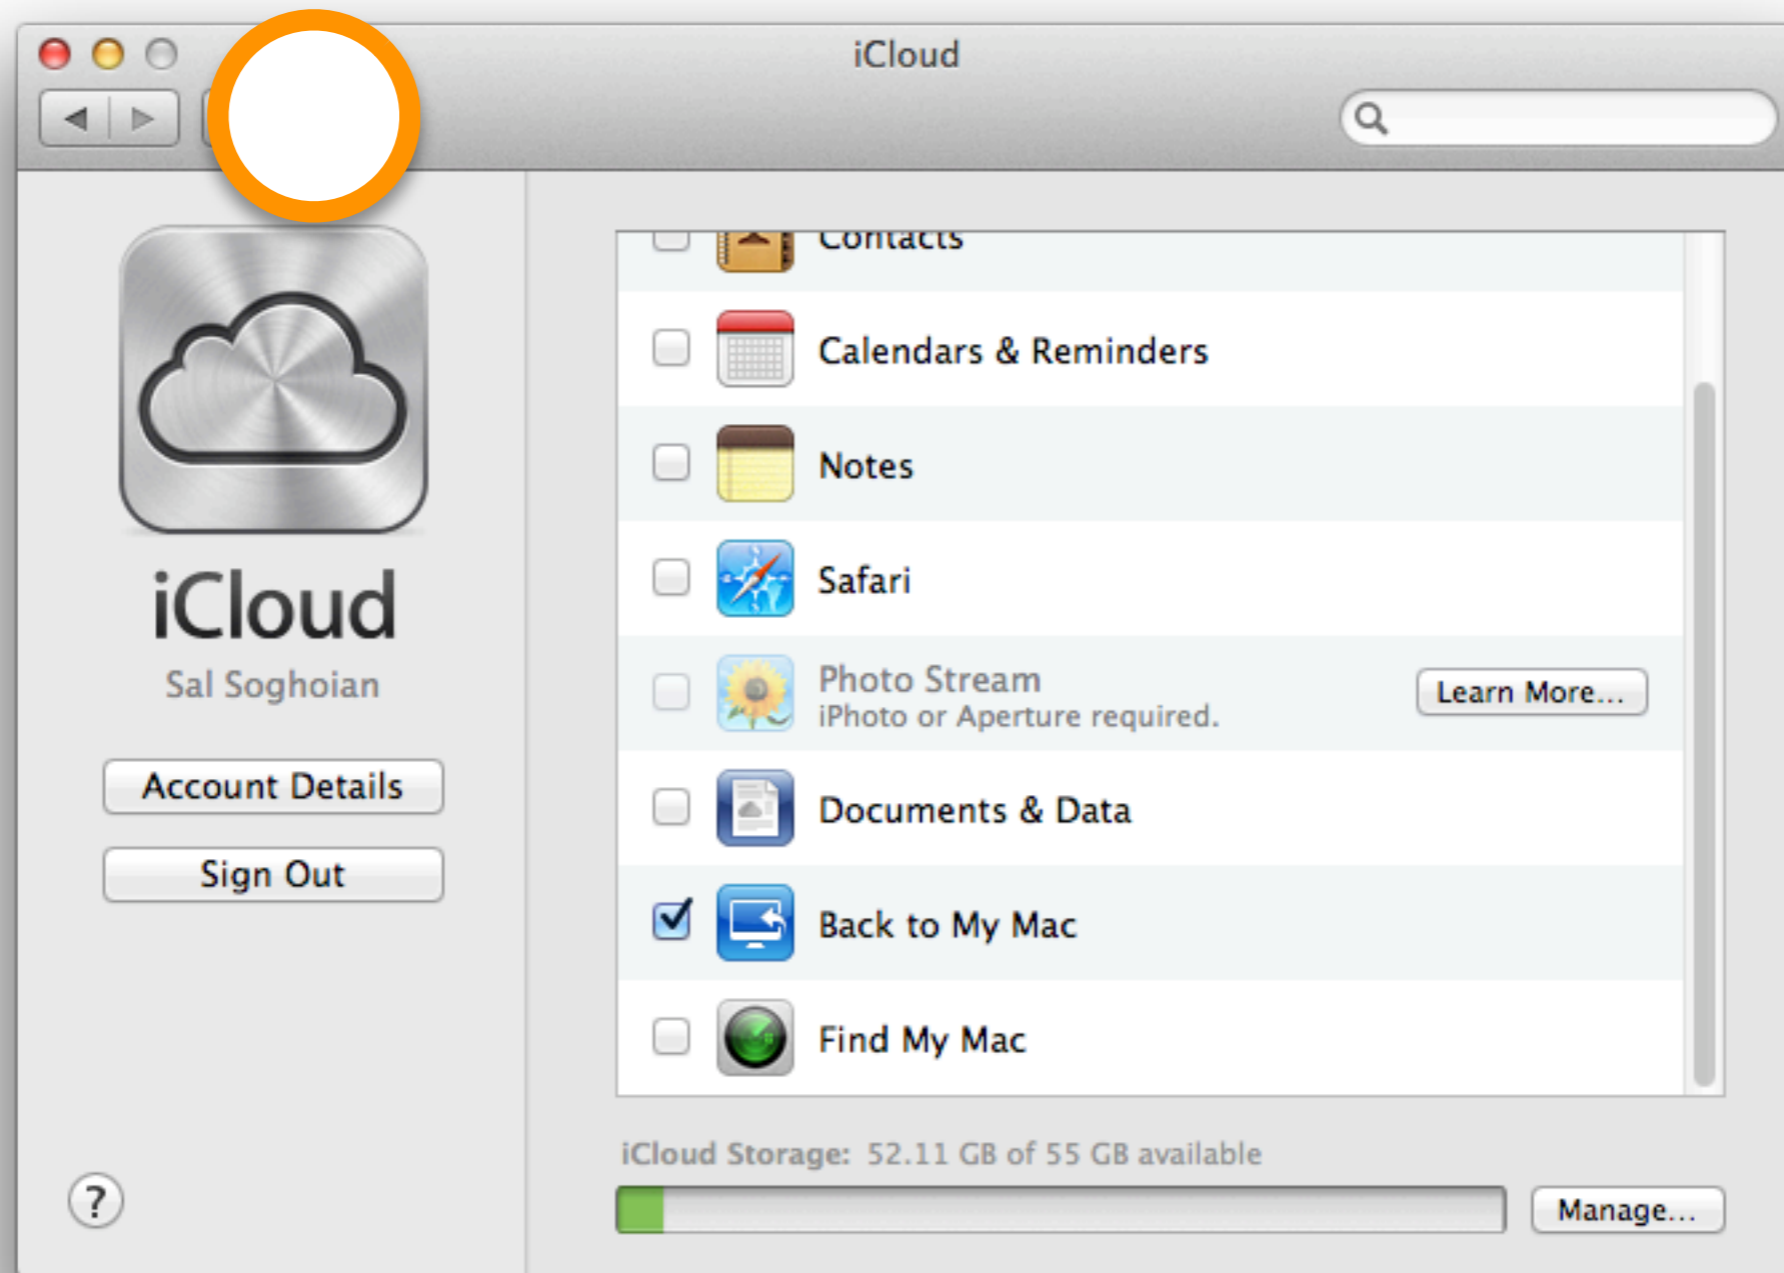 iCloud
Contacts
Calendars & Reminders
Notes
Safari
Photo Stream
iPhoto or Aperture required.
Learn More...
Documents & Data
Back to My Mac
Find My Mac
iCloud
Sal Soghoian
Account Details
Sign Out
iCloud Storage: 52.11 GB of 55 GB available
?
Manage...